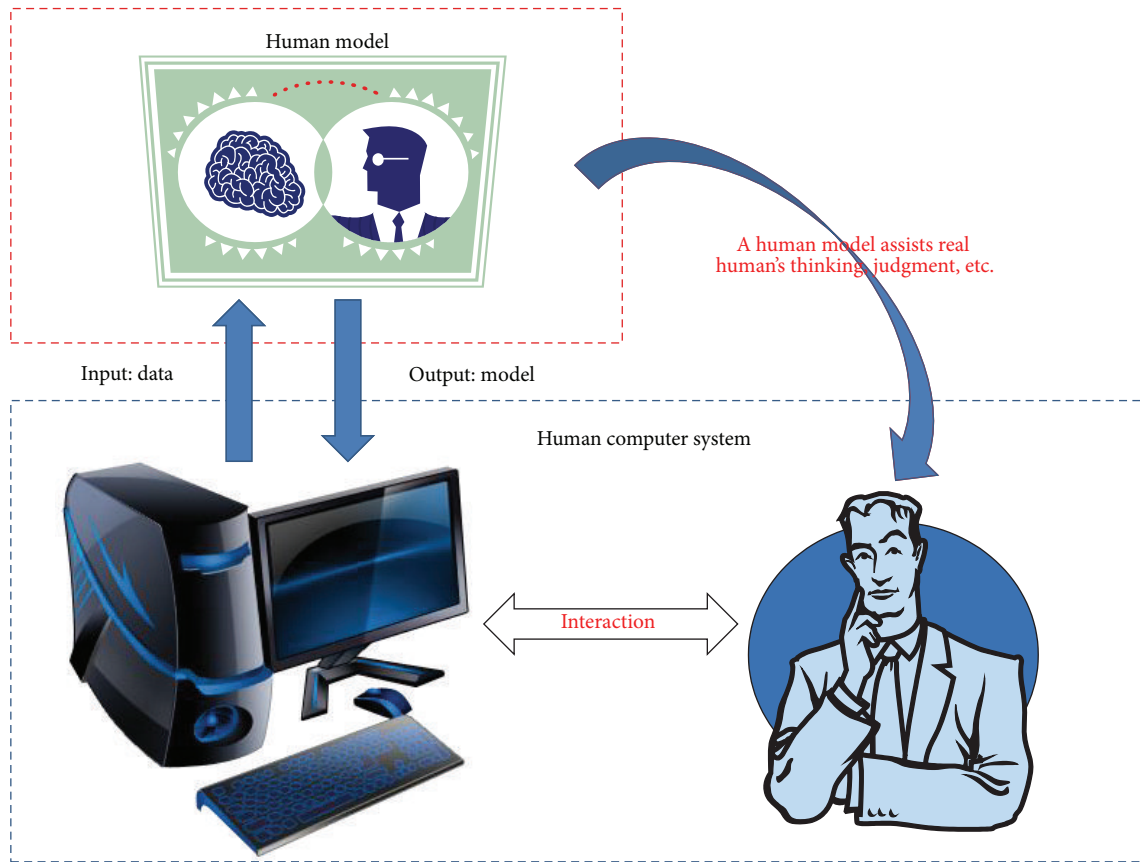 Human model
A human model assists real
human's thinking, judgment, etc.
Input: data
Output: model
Human computer system
Interaction